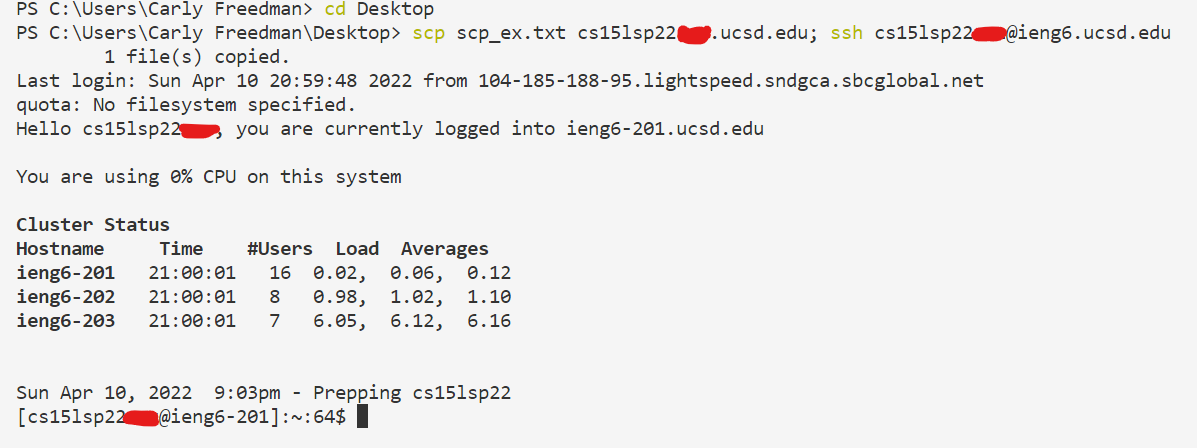 PS C:\Users\Carly Freedman> cd Desktop
PS C:\Users\Carly Freedman\Desktop> scp scp_ex.txt cs15lsp22 .ucsd.edu; ssh cs15lsp22 @ieng6.ucsd.edu
        1 file(s) copied.
Last login: Sun Apr 10 20:59:48 2022 from 104-185-188-95.lightspeed.sndgca.sbcglobal.net
quota: No filesystem specified.
Hello cs15lsp22 , you are currently logged into ieng6-201.ucsd.edu
You are using 0% CPU on this system
Cluster Status
Hostname     Time    #Users  Load  Averages
ieng6-201   21:00:01   16  0.02,  0.06,  0.12
ieng6-202   21:00:01   8   0.98,  1.02,  1.10
ieng6-203   21:00:01   7   6.05,  6.12,  6.16
Sun Apr 10, 2022  9:03pm - Prepping cs15lsp22
[cs15lsp22 @ieng6-201]:~:64$